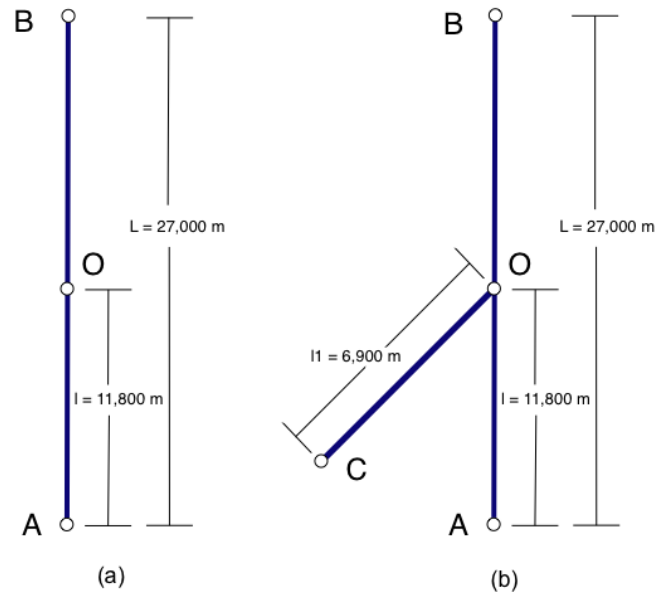 B
O
L = 27,000 m
l = 11,800 m
A
(a)
B
O
L = 27,000 m
l1 = 6,900 m
l = 11,800 m
C
A
(b)